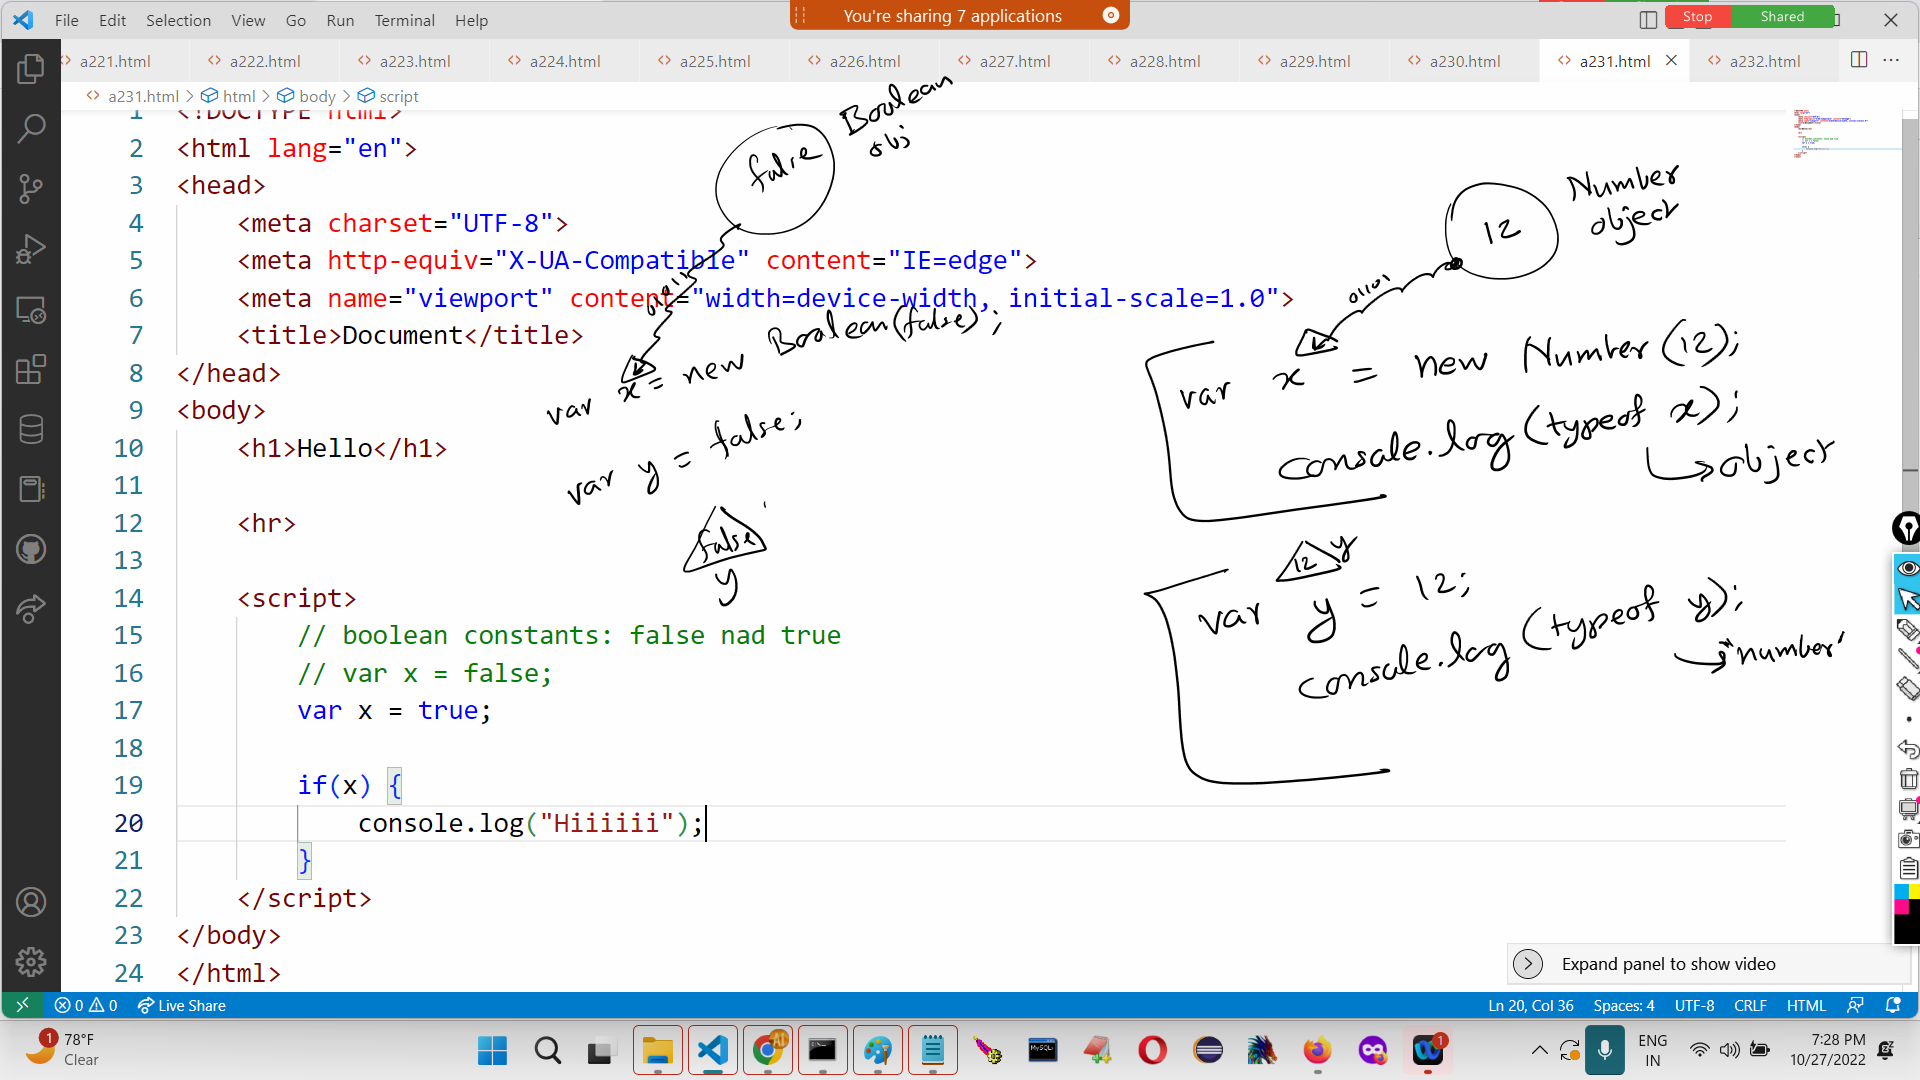 File Edit Selection View Go Run Terminal Help
You're sharing 7 applications
Stop Shared
a221.html a222.html a223.html a224.html a225.html a226.html a227.html a228.html a229.html a230.html a231.html a232.html
a231.html > html > body > script
1 <!DOCTYPE html>
2 <html lang="en">
3 <head>
4 <meta charset="UTF-8">
5 <meta http-equiv="X-UA-Compatible" content="IE=edge">
6 <meta name="viewport" content="width=device-width, initial-scale=1.0">
7 <title>Document</title>
8 </head>
9 <body>
10 <h1>Hello</h1>
11
12 <hr>
13
14 <script>
15 // boolean constants: false nad true
16 // var x = false;
17 var x = true;
18
19 if(x) {
20 console.log("Hiiiiii");
21 }
22 </script>
23 </body>
24 </html>
false
Boolean
obj
var x = new Boolean(false);
var y = false;
false
y
12
Number
object
01101
var x = new Number(12);
console.log(typeof x);
object
12 y
var y = 12;
console.log(typeof y);
"number"
Expand panel to show video
0 0 Live Share
Ln 20, Col 36 Spaces: 4 UTF-8 CRLF HTML
1 78°F
Clear
MySQL
1
ENG
IN
7:28 PM
10/27/2022